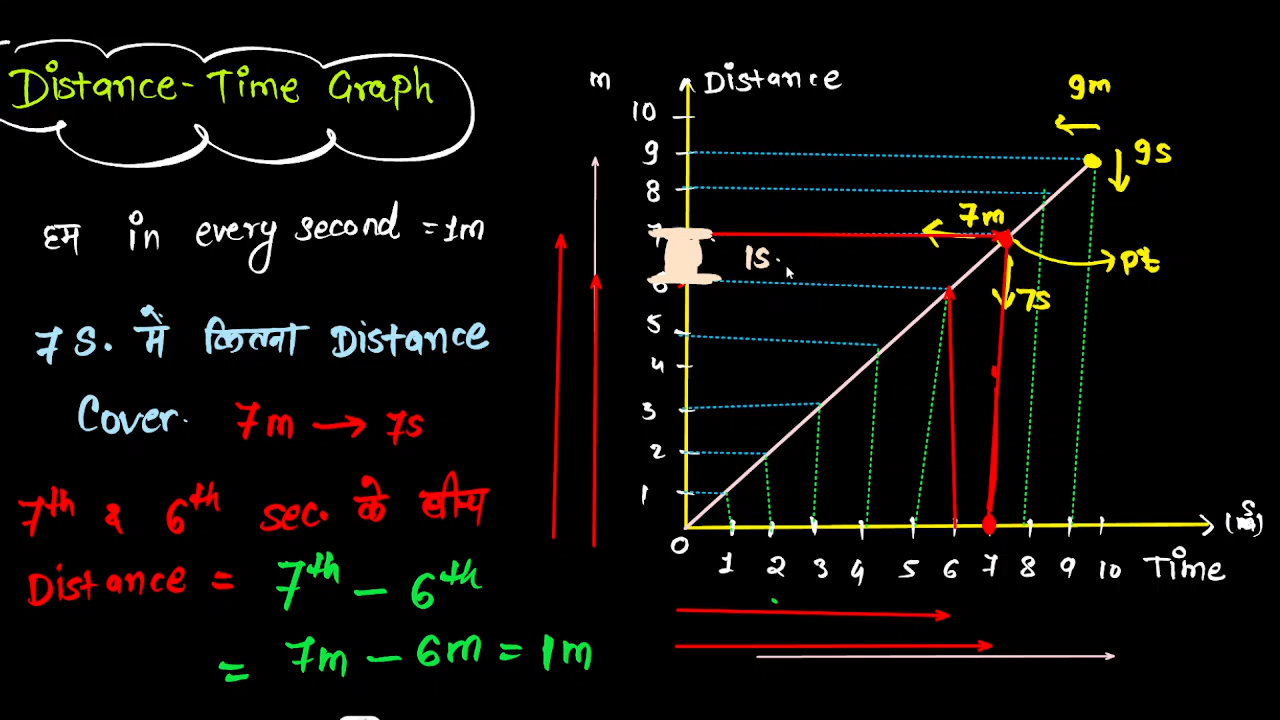 Distance-Time Graph
हम in every second = 1m
7 S. में कितना Distance
Cover.
7m → 7s
7th & 6th sec. के बीच
Distance = 7th – 6th
= 7m – 6m = 1m
m
Distance
10
9
8
7
6
5
4
3
2
1
0
1 2 3 4 5 6 7 8 9 10 Time
9m
9s
7m
7s
pt
1s.